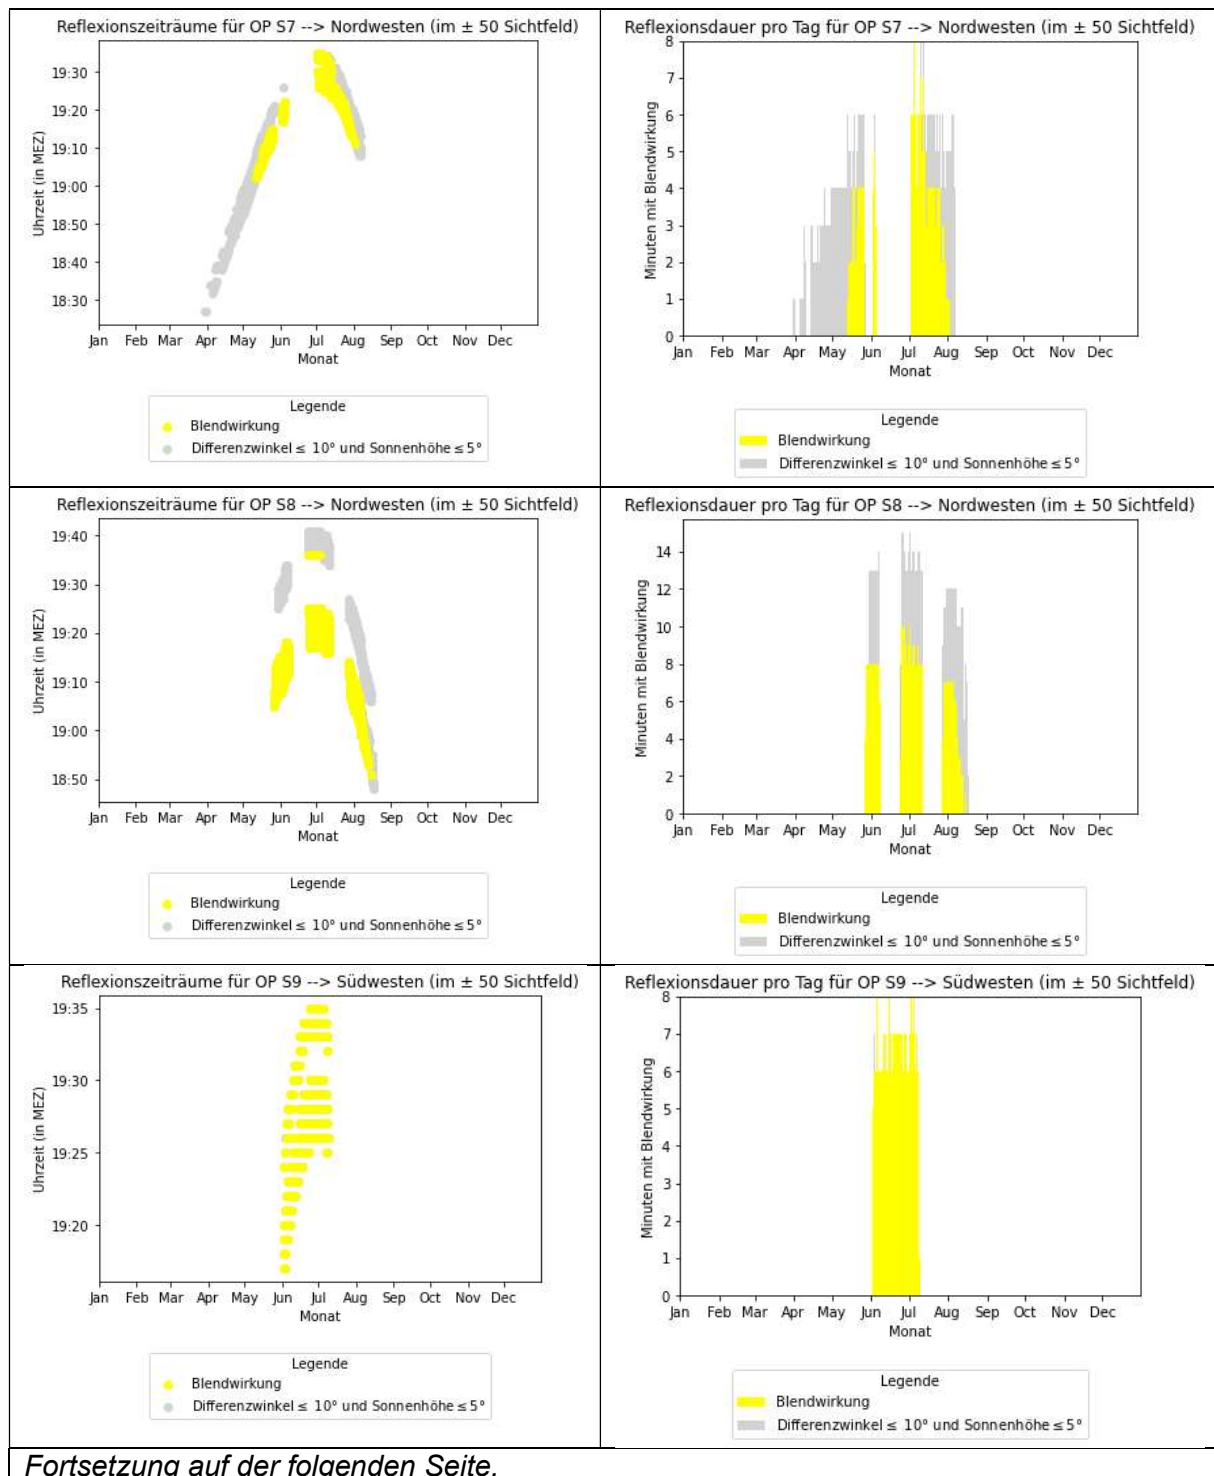 Reflexionszeiträume für OP S7 --> Nordwesten (im ± 50 Sichtfeld)
Uhrzeit (in MEZ)
19:30
19:20
19:10
19:00
18:50
18:40
18:30
Jan Feb Mar Apr May Jun Jul Aug Sep Oct Nov Dec
Monat
Legende
Blendwirkung
Differenzwinkel ≤ 10° und Sonnenhöhe ≤ 5°
Reflexionsdauer pro Tag für OP S7 --> Nordwesten (im ± 50 Sichtfeld)
Minuten mit Blendwirkung
8
7
6
5
4
3
2
1
0
Jan Feb Mar Apr May Jun Jul Aug Sep Oct Nov Dec
Monat
Legende
Blendwirkung
Differenzwinkel ≤ 10° und Sonnenhöhe ≤ 5°
Reflexionszeiträume für OP S8 --> Nordwesten (im ± 50 Sichtfeld)
Uhrzeit (in MEZ)
19:40
19:30
19:20
19:10
19:00
18:50
Jan Feb Mar Apr May Jun Jul Aug Sep Oct Nov Dec
Monat
Legende
Blendwirkung
Differenzwinkel ≤ 10° und Sonnenhöhe ≤ 5°
Reflexionsdauer pro Tag für OP S8 --> Nordwesten (im ± 50 Sichtfeld)
Minuten mit Blendwirkung
14
12
10
8
6
4
2
0
Jan Feb Mar Apr May Jun Jul Aug Sep Oct Nov Dec
Monat
Legende
Blendwirkung
Differenzwinkel ≤ 10° und Sonnenhöhe ≤ 5°
Reflexionszeiträume für OP S9 --> Südwesten (im ± 50 Sichtfeld)
Uhrzeit (in MEZ)
19:35
19:30
19:25
19:20
Jan Feb Mar Apr May Jun Jul Aug Sep Oct Nov Dec
Monat
Legende
Blendwirkung
Differenzwinkel ≤ 10° und Sonnenhöhe ≤ 5°
Reflexionsdauer pro Tag für OP S9 --> Südwesten (im ± 50 Sichtfeld)
Minuten mit Blendwirkung
8
7
6
5
4
3
2
1
0
Jan Feb Mar Apr May Jun Jul Aug Sep Oct Nov Dec
Monat
Legende
Blendwirkung
Differenzwinkel ≤ 10° und Sonnenhöhe ≤ 5°
Fortsetzung auf der folgenden Seite.